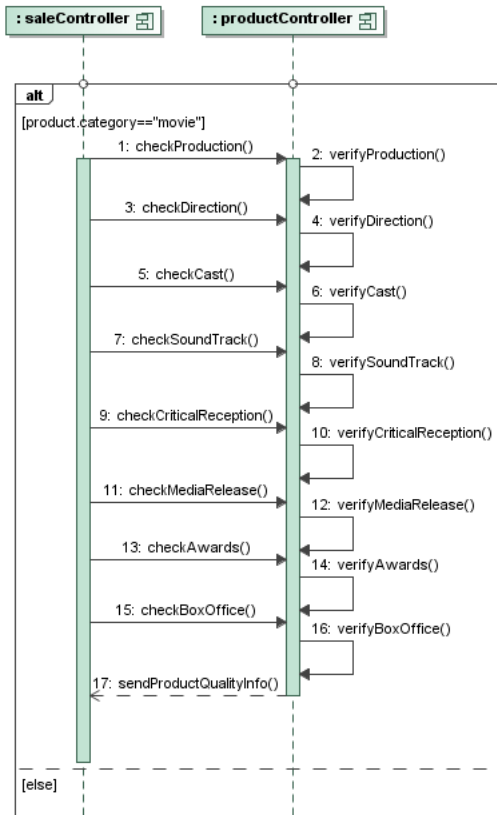 : saleController
: productController
alt
[product.category=="movie"]
1: checkProduction()
2: verifyProduction()
3: checkDirection()
4: verifyDirection()
5: checkCast()
6: verifyCast()
7: checkSoundTrack()
8: verifySoundTrack()
9: checkCriticalReception()
10: verifyCriticalReception()
11: checkMediaRelease()
12: verifyMediaRelease()
13: checkAwards()
14: verifyAwards()
15: checkBoxOffice()
16: verifyBoxOffice()
17: sendProductQualityInfo()
[else]